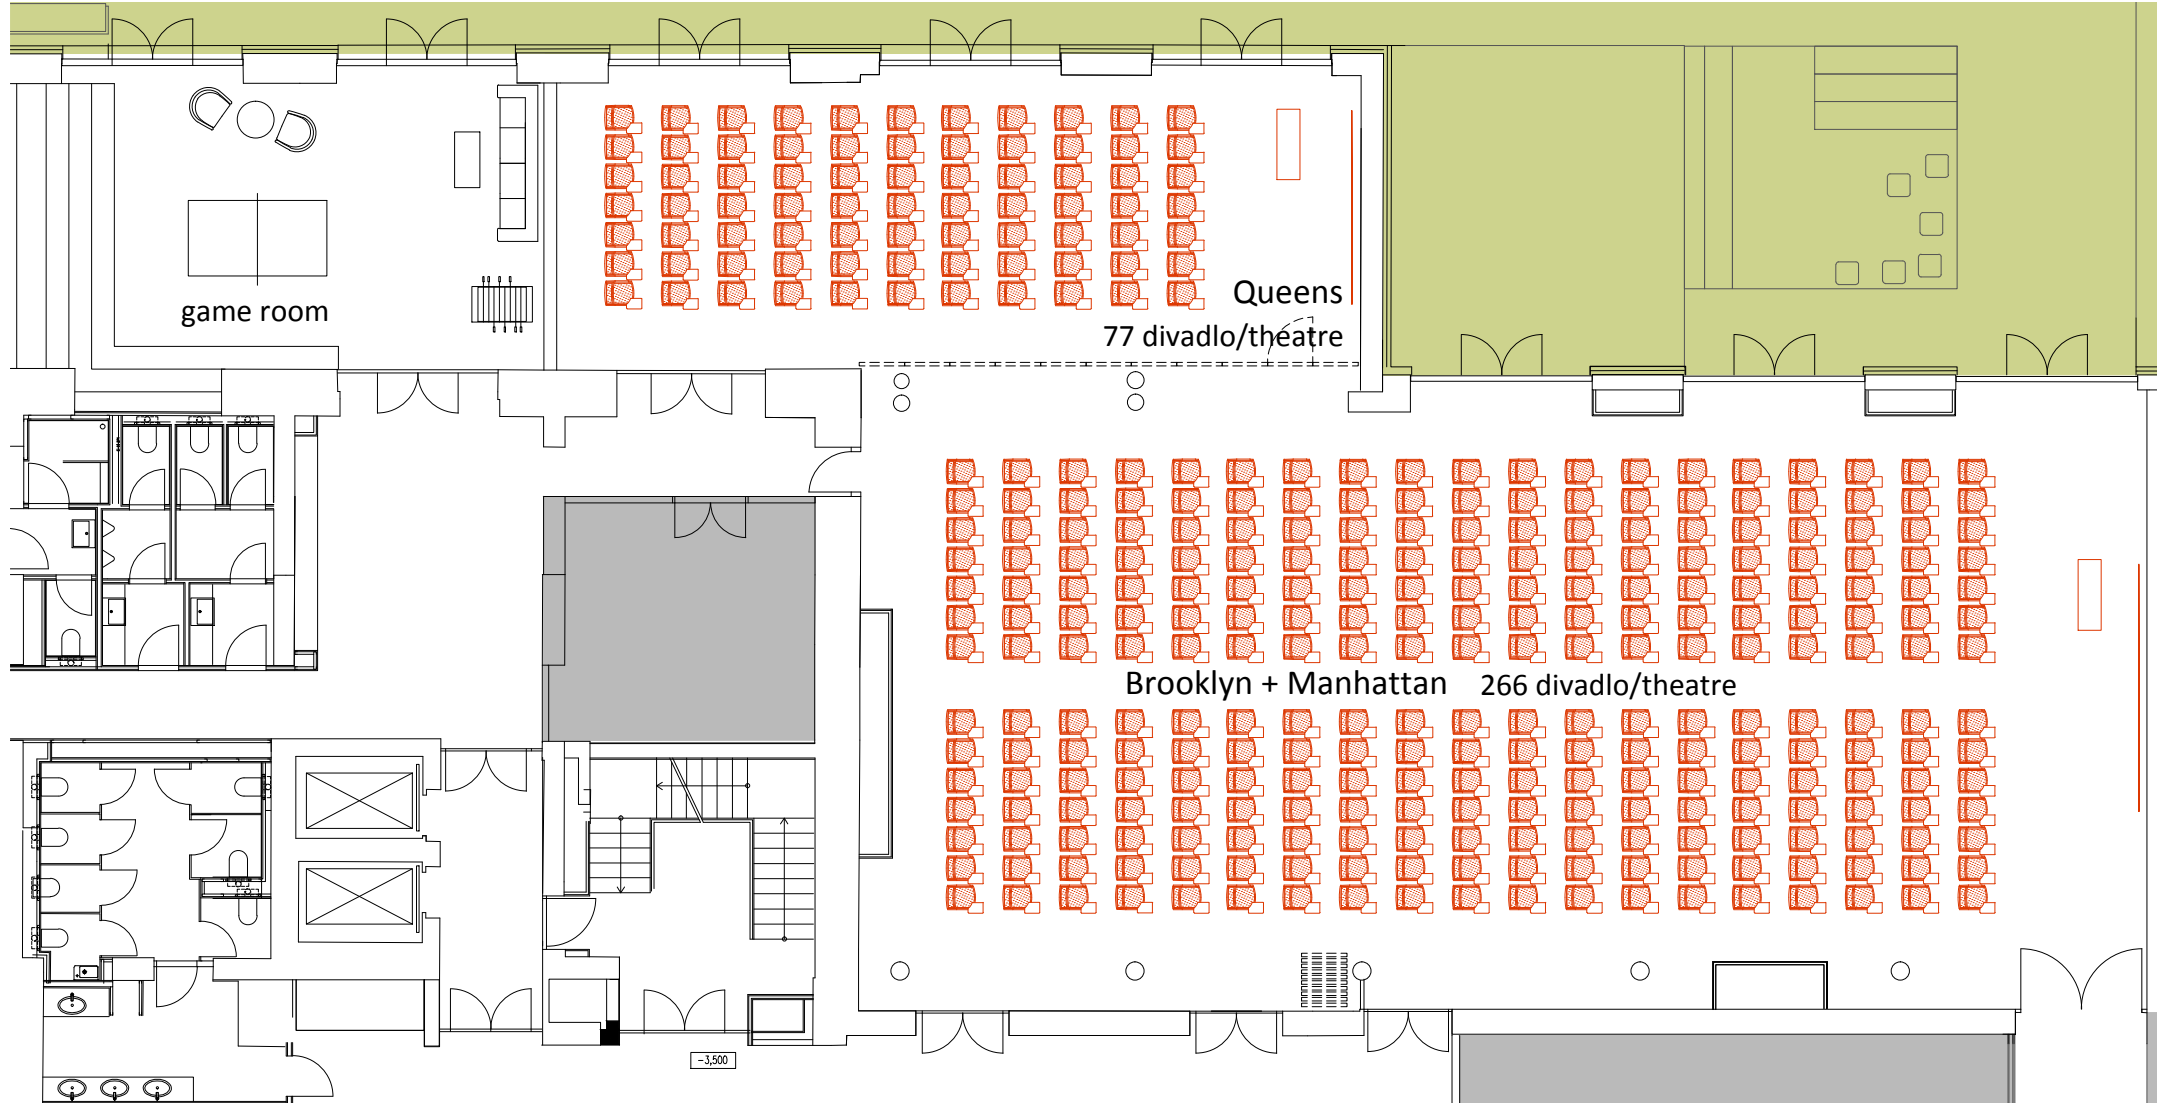 game room
Queens
77 divadlo/theatre
Brooklyn + Manhattan 266 divadlo/theatre
-3,500